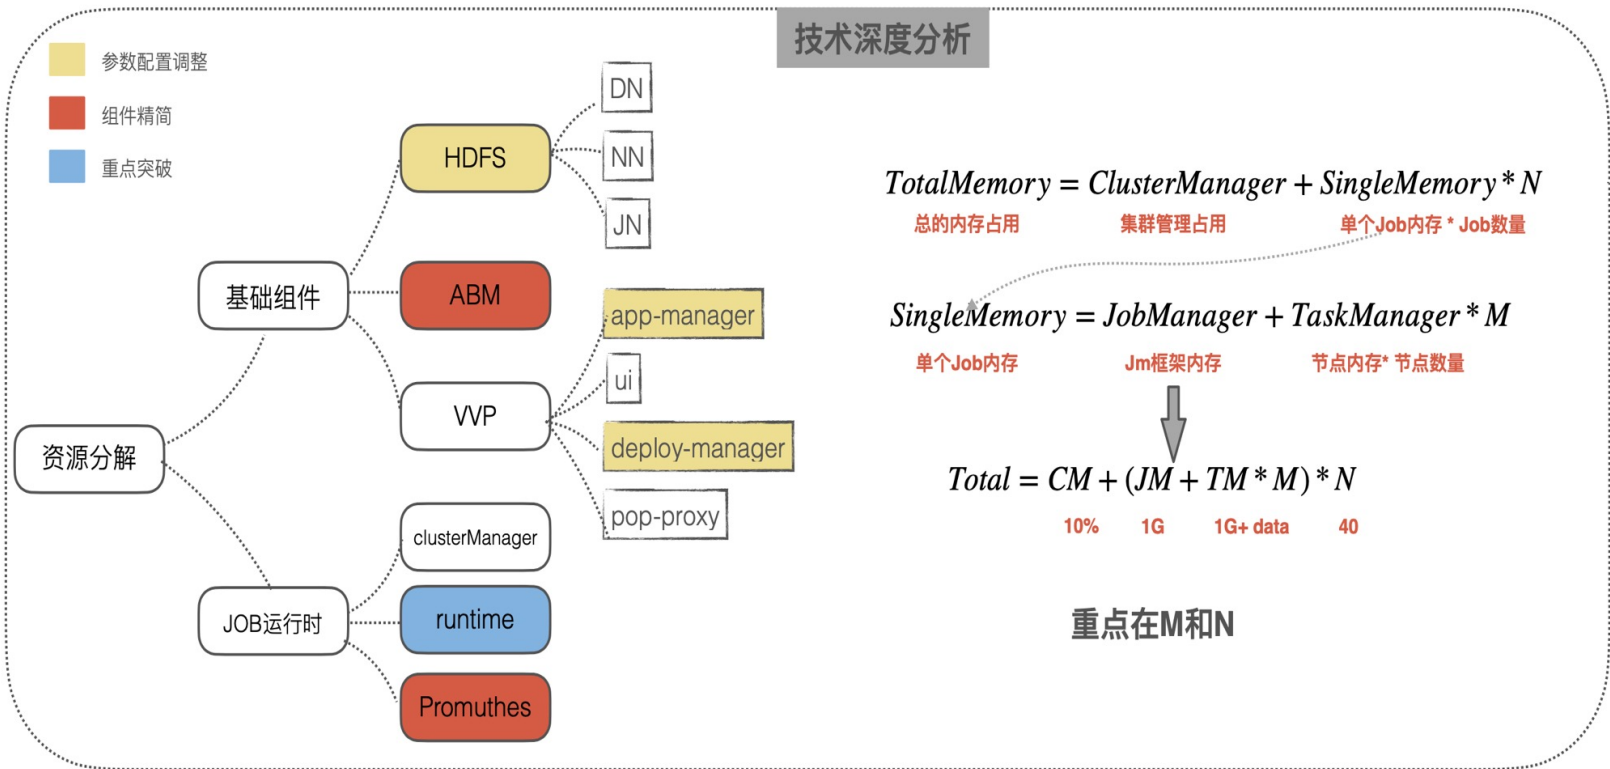 技术深度分析
参数配置调整
组件精简
重点突破
资源分解
基础组件
JOB运行时
HDFS
ABM
VVP
clusterManager
runtime
Promuthes
DN
NN
JN
app-manager
ui
deploy-manager
pop-proxy
TotalMemory = ClusterManager + SingleMemory * N
总的内存占用 集群管理占用 单个Job内存 * Job数量
SingleMemory = JobManager + TaskManager * M
单个Job内存 Jm框架内存 节点内存* 节点数量
Total = CM + (JM + TM * M) * N
10% 1G 1G+ data 40
重点在M和N